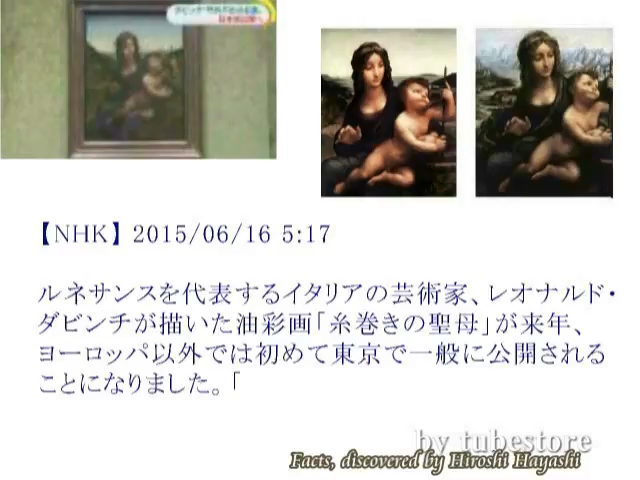 【NHK】 2015/06/16 5:17
ルネサンスを代表するイタリアの芸術家、レオナルド・
ダビンチが描いた油彩画「糸巻きの聖母」が来年、
ヨーロッパ以外では初めて東京で一般に公開される
ことになりました。「
by tubestore
Facts, discovered by Hiroshi Hayashi